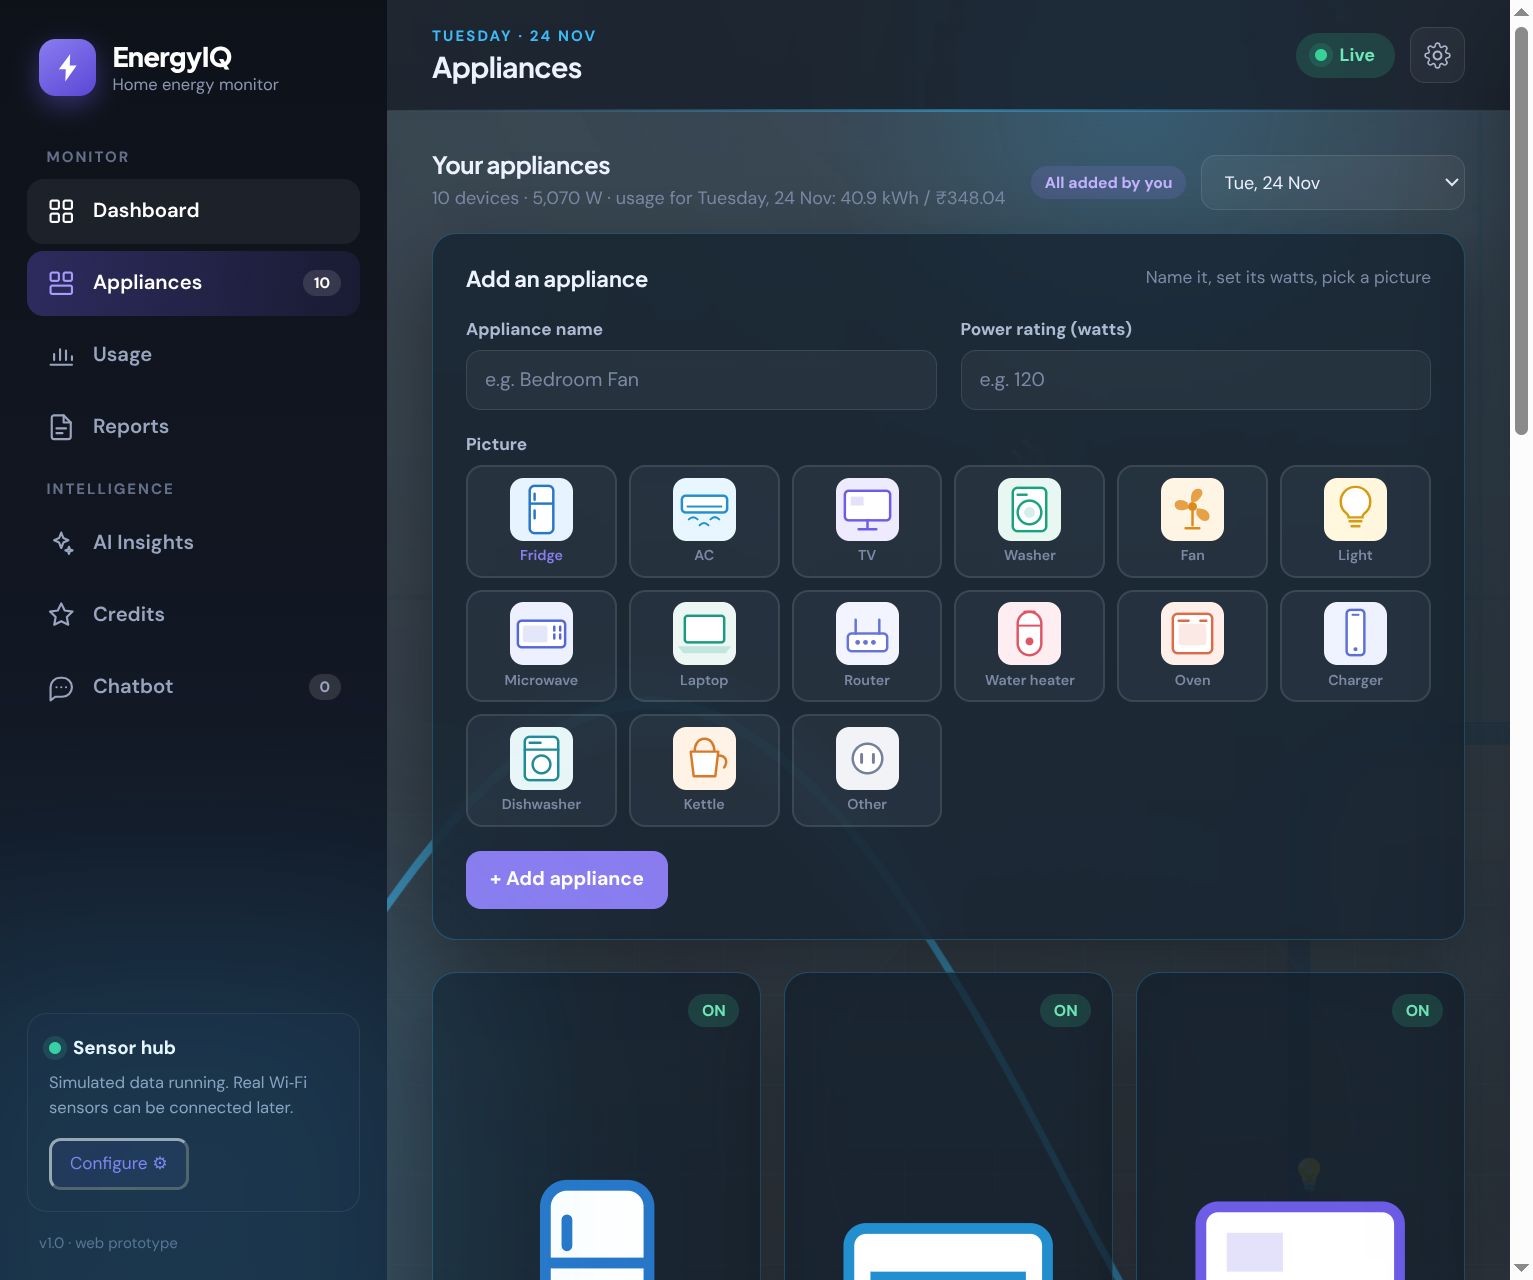 EnergyIQ
Home energy monitor
MONITOR
Dashboard
Appliances
10
Usage
Reports
INTELLIGENCE
AI Insights
Credits
Chatbot
0
Sensor hub
Simulated data running. Real Wi-Fi
sensors can be connected later.
Configure ⚙
v1.0 · web prototype
TUESDAY · 24 NOV
Appliances
Live
Your appliances
10 devices · 5,070 W · usage for Tuesday, 24 Nov: 40.9 kWh / ₹348.04
All added by you
Tue, 24 Nov
Add an appliance
Name it, set its watts, pick a picture
Appliance name
Power rating (watts)
e.g. Bedroom Fan
e.g. 120
Picture
Fridge
AC
TV
Washer
Fan
Light
Microwave
Laptop
Router
Water heater
Oven
Charger
Dishwasher
Kettle
Other
+ Add appliance
ON
ON
ON